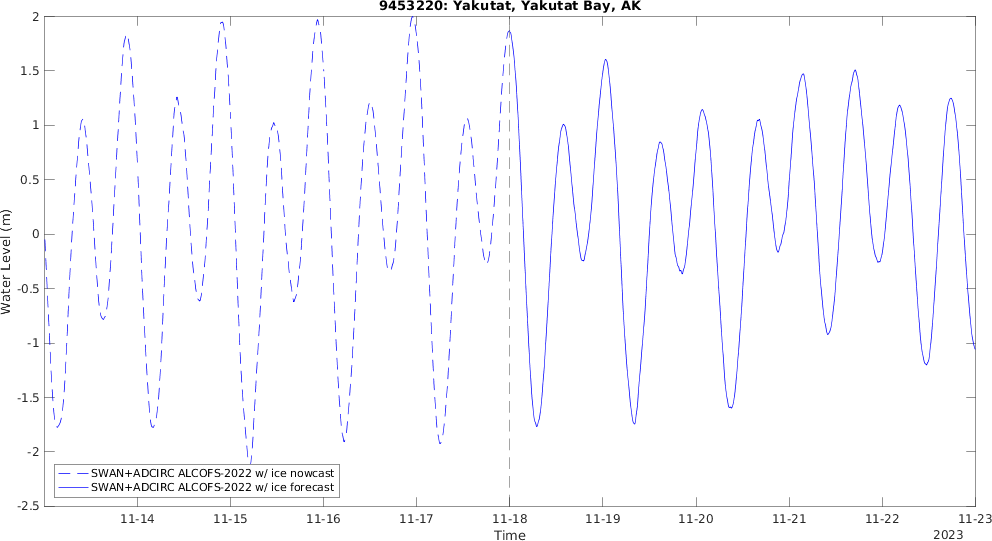 9453220: Yakutat, Yakutat Bay, AK
2
1.5
1
0.5
0
-0.5
-1
-1.5
-2
-2.5
Water Level (m)
SWAN+ADCIRC ALCOFS-2022 w/ ice nowcast
SWAN+ADCIRC ALCOFS-2022 w/ ice forecast
11-14 11-15 11-16 11-17 11-18 11-19 11-20 11-21 11-22 11-23
Time
2023